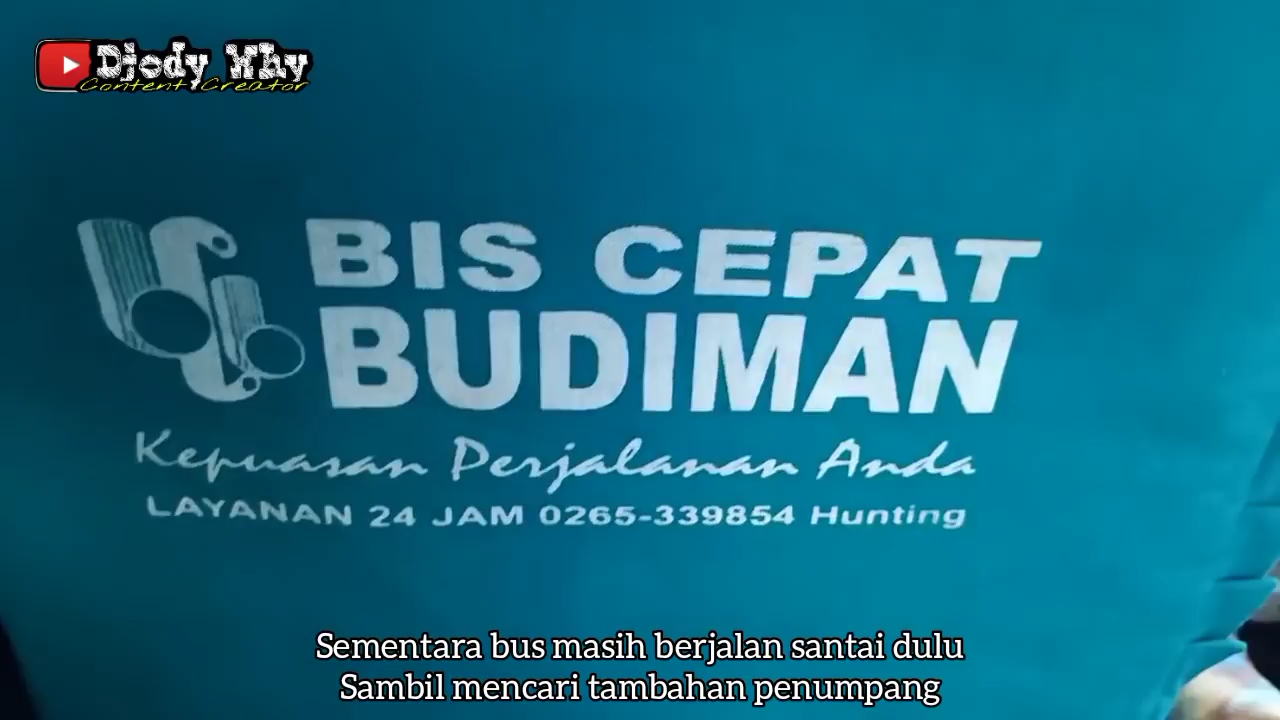 Djody Why
Content Creator
BIS CEPAT
BUDIMAN
Kepuasan Perjalanan Anda
LAYANAN 24 JAM 0265-339854 Hunting
Sementara bus masih berjalan santai dulu
Sambil mencari tambahan penumpang